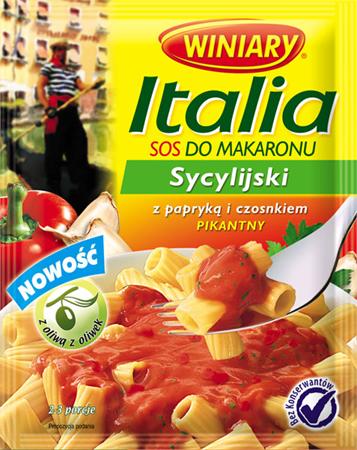 WINIARY
Italia
SOS DO MAKARONU
Sycylijski
z papryką i czosnkiem
PIKANTNY
NOWOŚĆ
z oliwą z oliwek
2-3 porcje
Propozycja podania
Bez Konserwantów